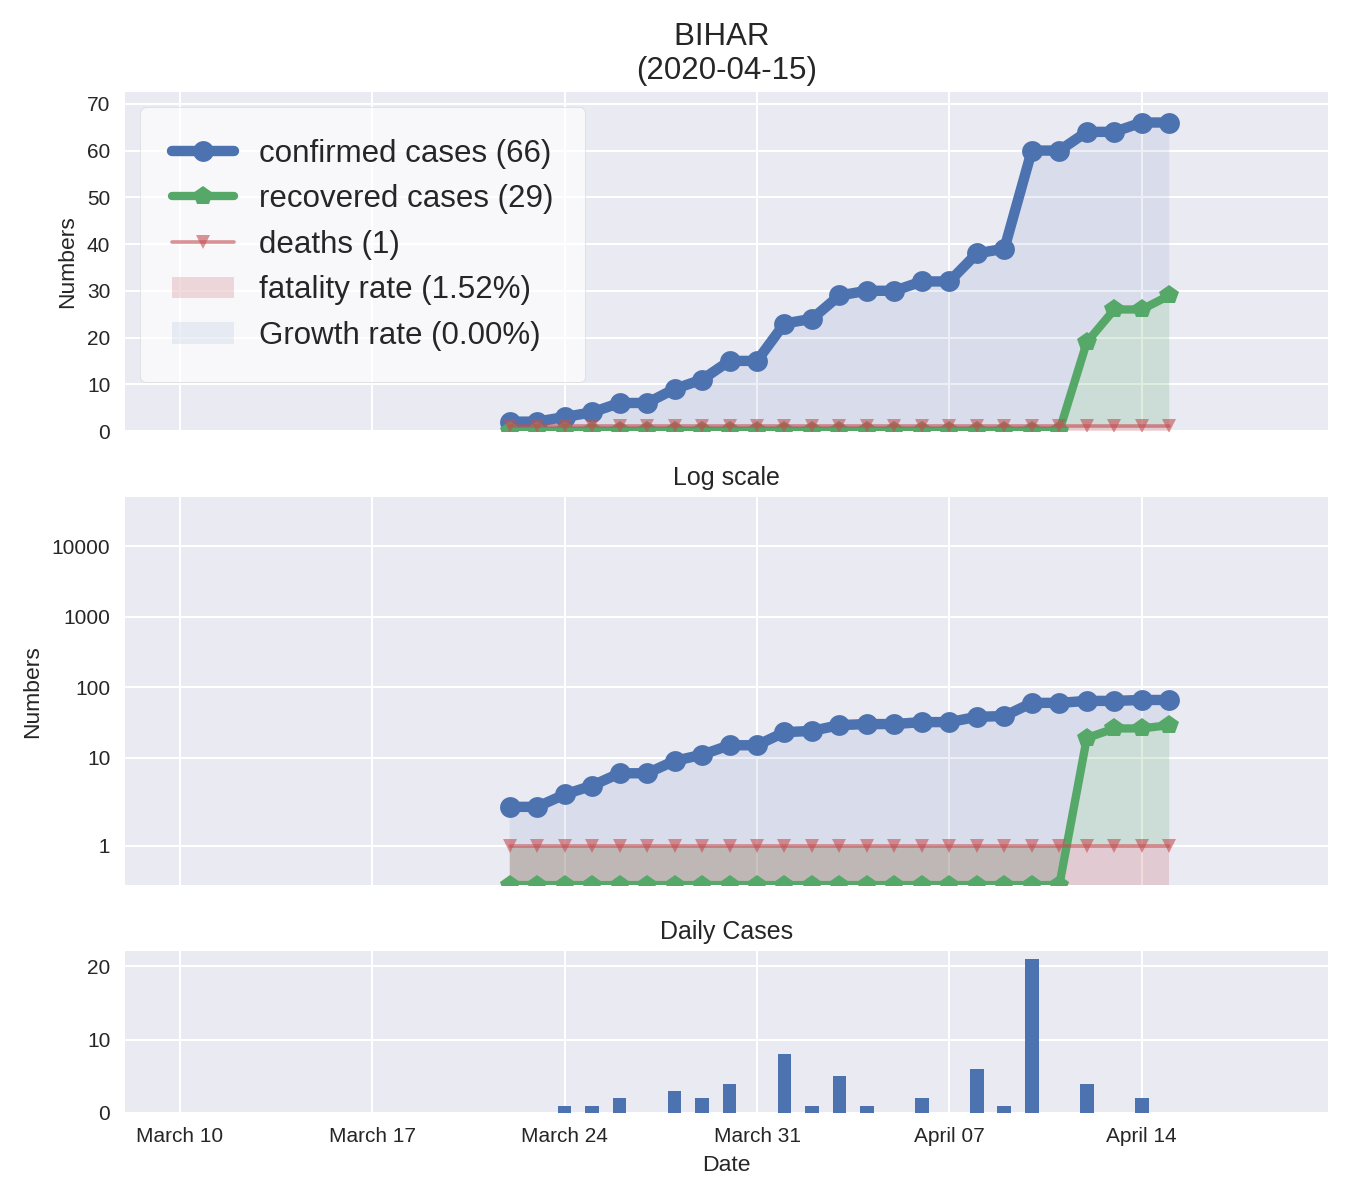 BIHAR
(2020-04-15)
70
60
50
40
30
20
10
0
Numbers
confirmed cases (66)
recovered cases (29)
deaths (1)
fatality rate (1.52%)
Growth rate (0.00%)
Log scale
10000
1000
100
10
1
Numbers
Daily Cases
20
10
0
March 10
March 17
March 24
March 31
April 07
April 14
Date